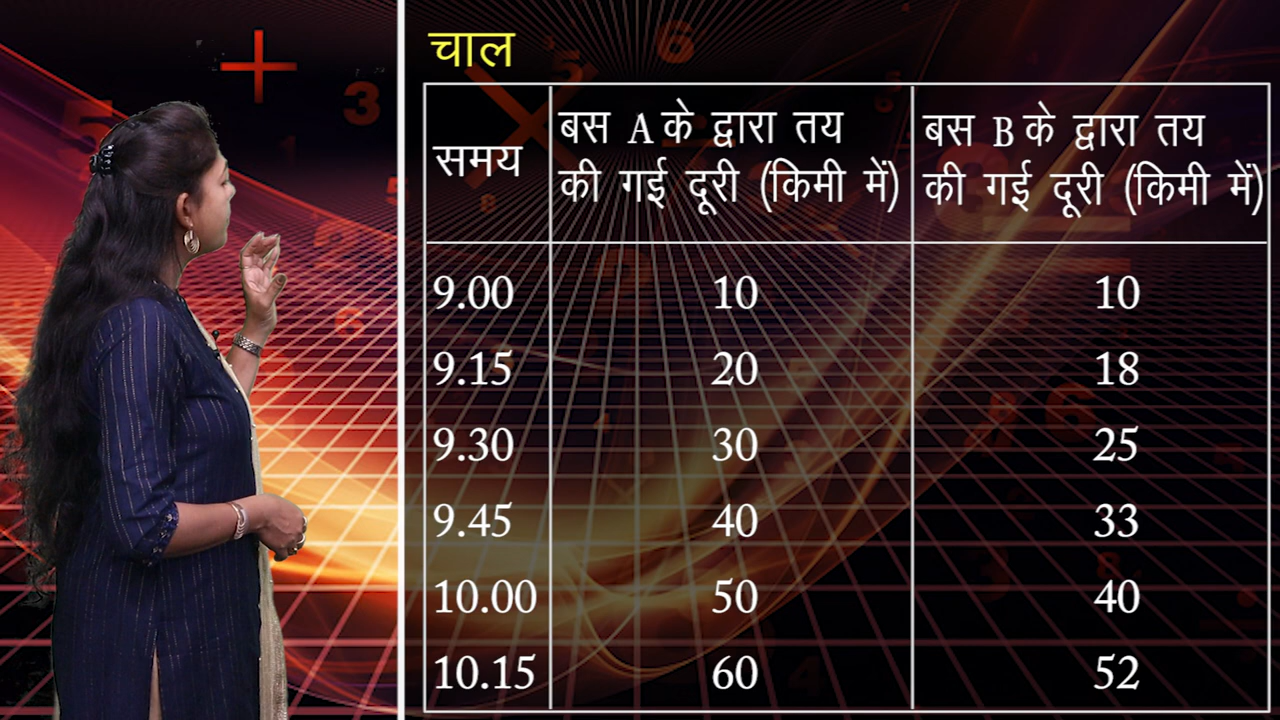 चाल
समय
बस A के द्वारा तय
की गई दूरी (किमी में)
बस B के द्वारा तय
की गई दूरी (किमी में)
9.00 10 10
9.15 20 18
9.30 30 25
9.45 40 33
10.00 50 40
10.15 60 52